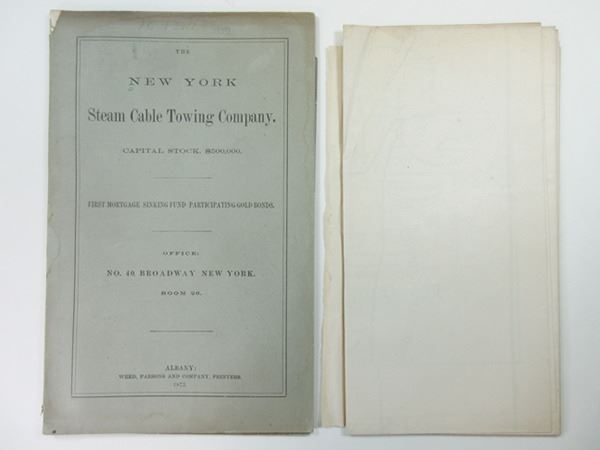 THE
NEW YORK
Steam Cable Towing Company.
CAPITAL STOCK, $500,000.
FIRST MORTGAGE SINKING FUND PARTICIPATING GOLD BONDS.
OFFICE:
NO. 40, BROADWAY NEW YORK.
ROOM 26.
ALBANY:
WEED, PARSONS AND COMPANY, PRINTERS.
1873.